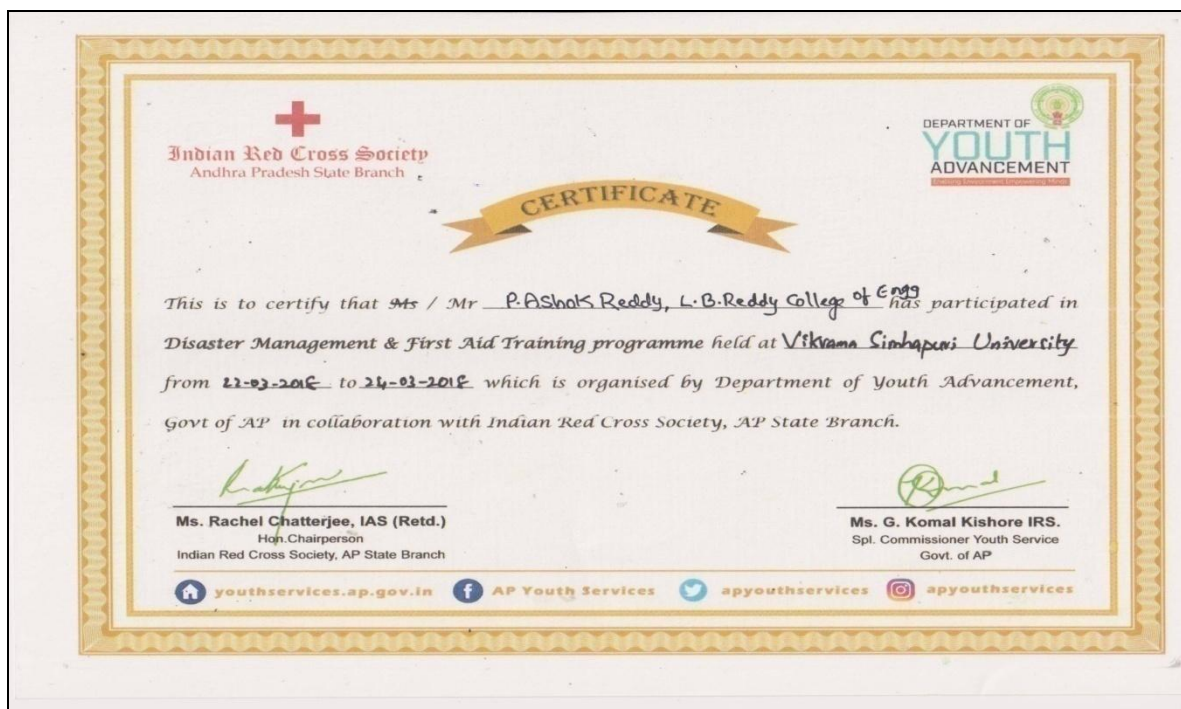 Indian Red Cross Society
Andhra Pradesh State Branch
DEPARTMENT OF
YOUTH
ADVANCEMENT
CERTIFICATE
This is to certify that Ms / Mr P. Ashok Reddy, L.B.Reddy College of Engg has participated in
Disaster Management & First Aid Training programme held at Vikrama Simhapuri University
from 22-03-2018 to 24-03-2018 which is organised by Department of Youth Advancement,
Govt of AP in collaboration with Indian Red Cross Society, AP State Branch.
Ms. Rachel Chatterjee, IAS (Retd.)
Hon.Chairperson
Indian Red Cross Society, AP State Branch
Ms. G. Komal Kishore IRS.
Spl. Commissioner Youth Service
Govt. of AP
youthservices.ap.gov.in AP Youth Services apyouthservices apyouthservices